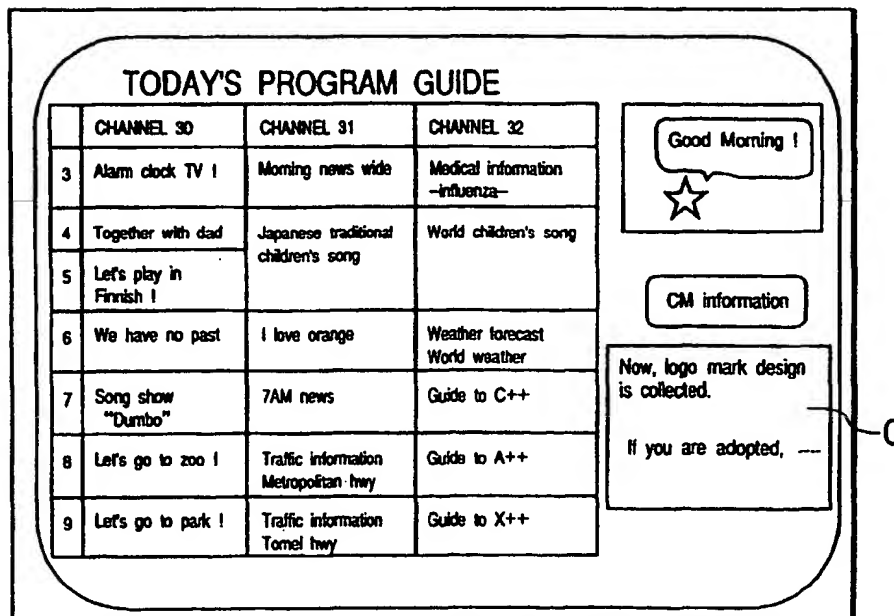 TODAY'S PROGRAM GUIDE
CHANNEL 30 CHANNEL 31 CHANNEL 32
3 Alarm clock TV ! Morning news wide Medical information
-influenza-
4 Together with dad Japanese traditional World children's song
children's song
5 Let's play in
Finnish !
6 We have no past I love orange Weather forecast
World weather
7 Song show 7AM news Guide to C++
"Dumbo"
8 Let's go to zoo ! Traffic information Guide to A++
Metropolitan hwy
9 Let's go to park ! Traffic information Guide to X++
Tomei hwy
Good Morning !
CM information
Now, logo mark design
is collected.
If you are adopted, ---